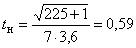 tн = √(225 + 1) / (7 · 3,6) = 0,59